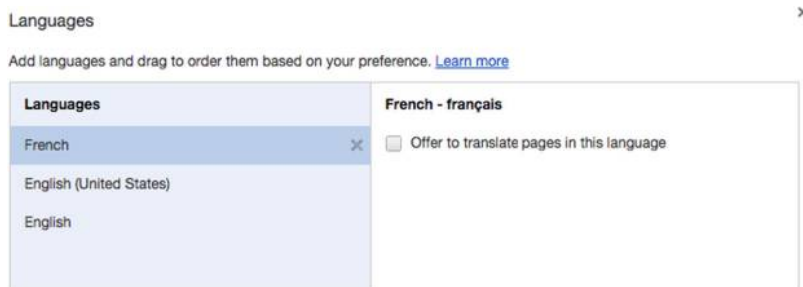 Languages
Add languages and drag to order them based on your preference. Learn more
Languages
French
English (United States)
English
French - français
Offer to translate pages in this language